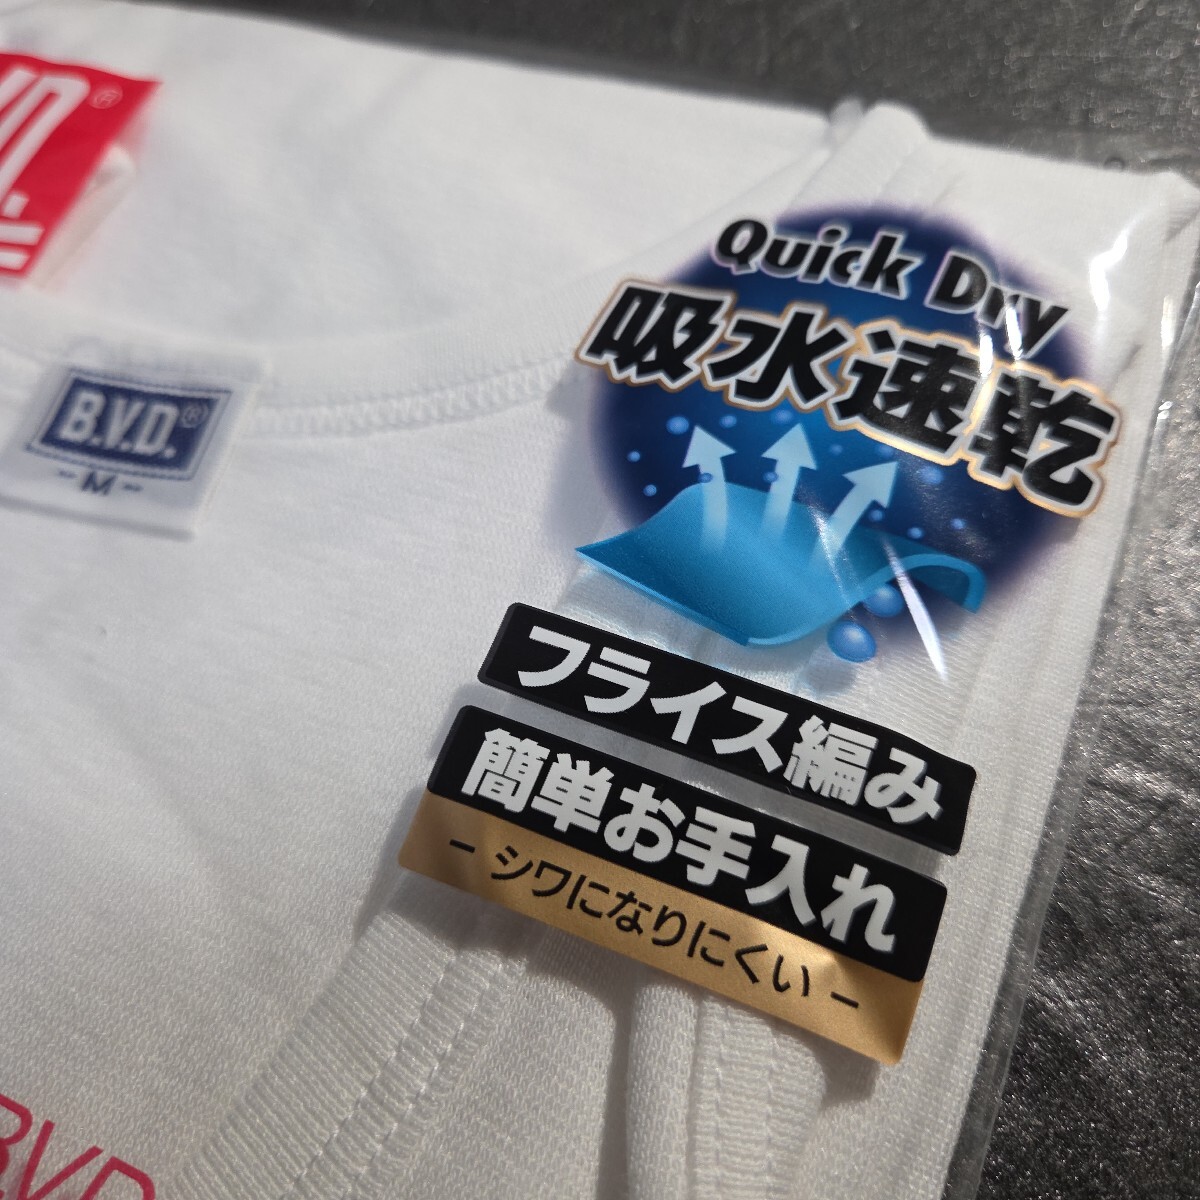 V.D.®
B.V.D.®
-M-
Quick Dry
吸水速乾
フライス編み
簡単お手入れ
- シワになりにくい -
BVD